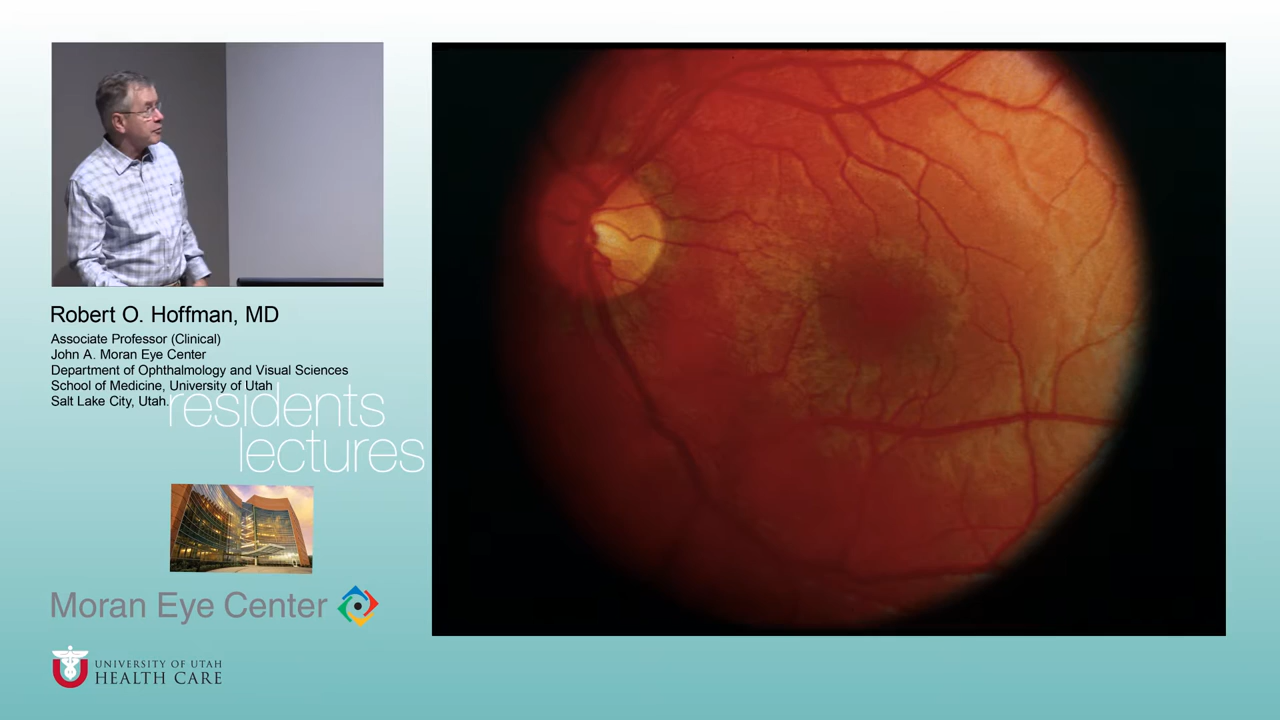 Robert O. Hoffman, MD
Associate Professor (Clinical)
John A. Moran Eye Center
Department of Ophthalmology and Visual Sciences
School of Medicine, University of Utah
Salt Lake City, Utah.
residents
lectures
Moran Eye Center
UNIVERSITY OF UTAH
HEALTH CARE